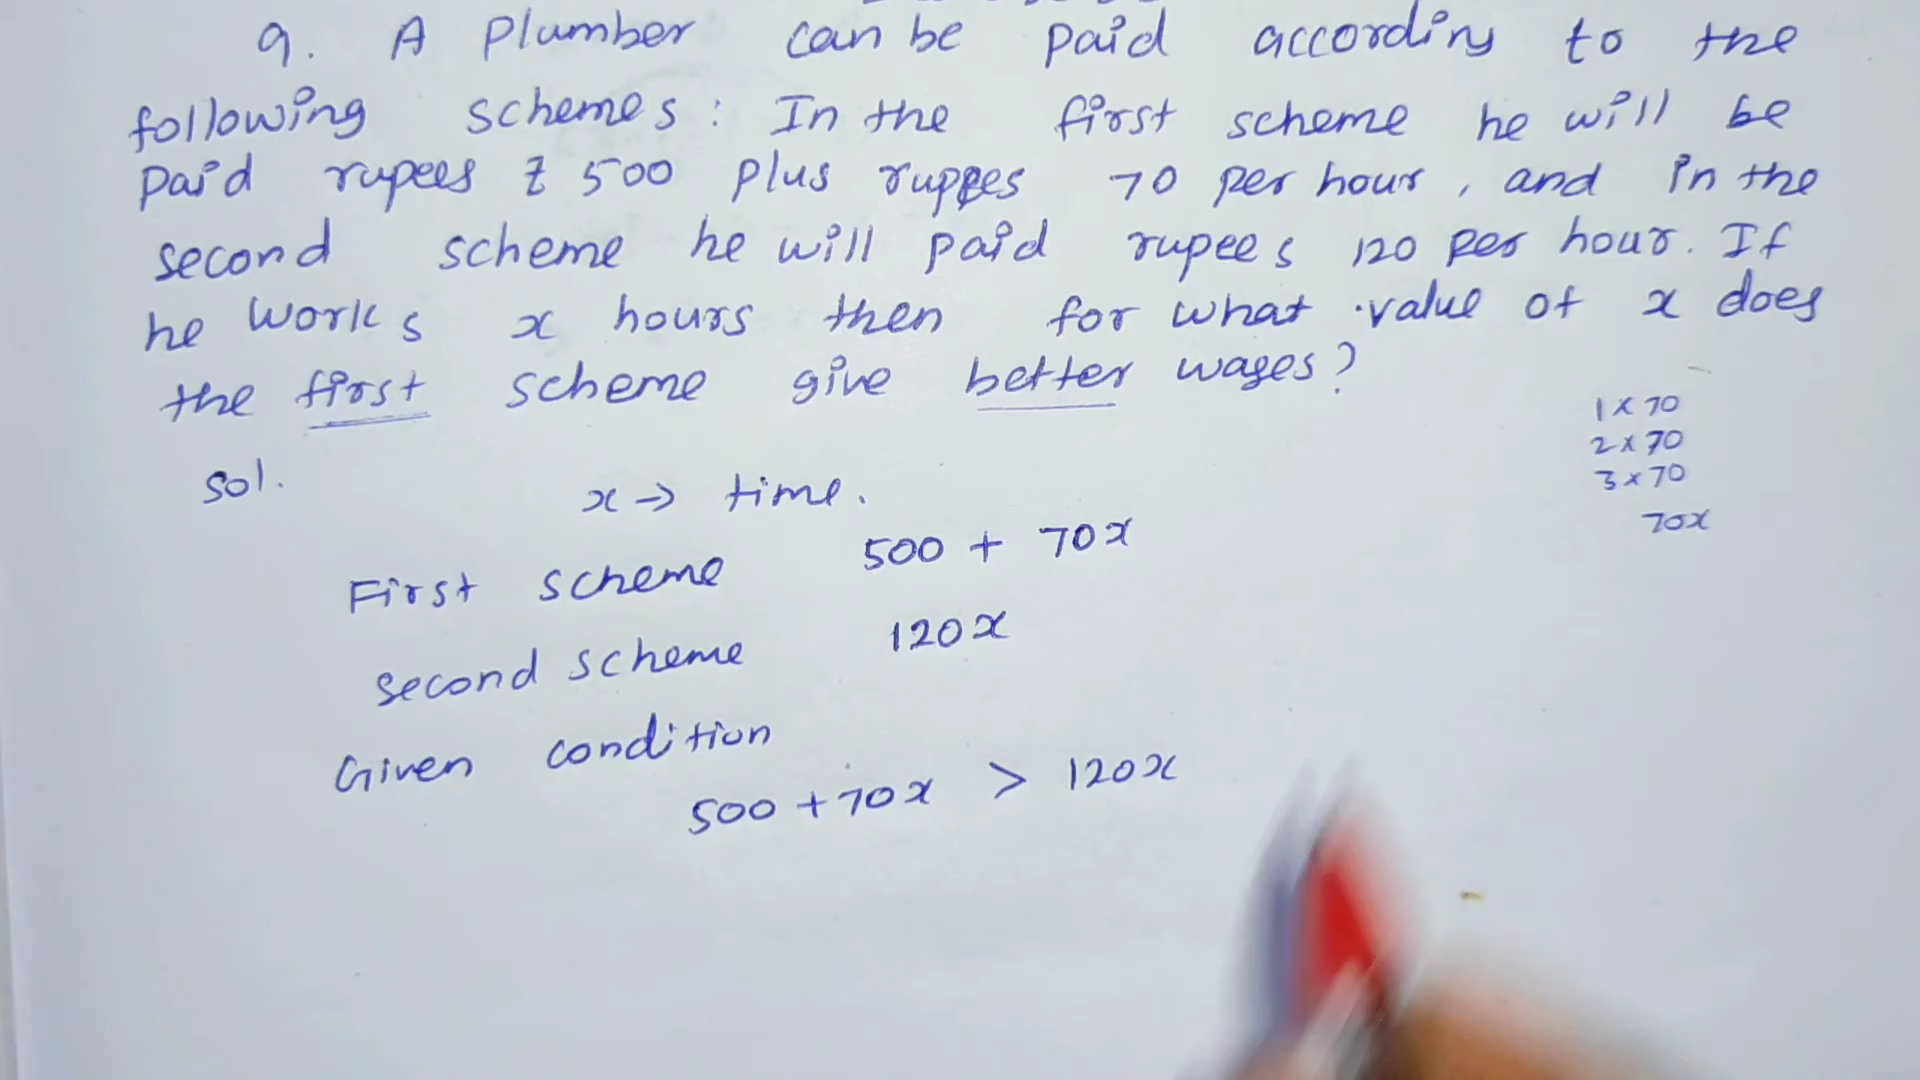 9. A Plumber can be paid according to the
following schemes: In the first scheme he will be
paid rupees ₹ 500 plus rupees 70 per hour, and in the
second scheme he will paid rupees 120 per hour. If
he works x hours then for what value of x does
the first scheme give better wages?
1 x 70
2 x 70
3 x 70
70x
sol.
x → time.
First scheme 500 + 70x
second scheme 120x
Given condition
500 + 70x > 120x